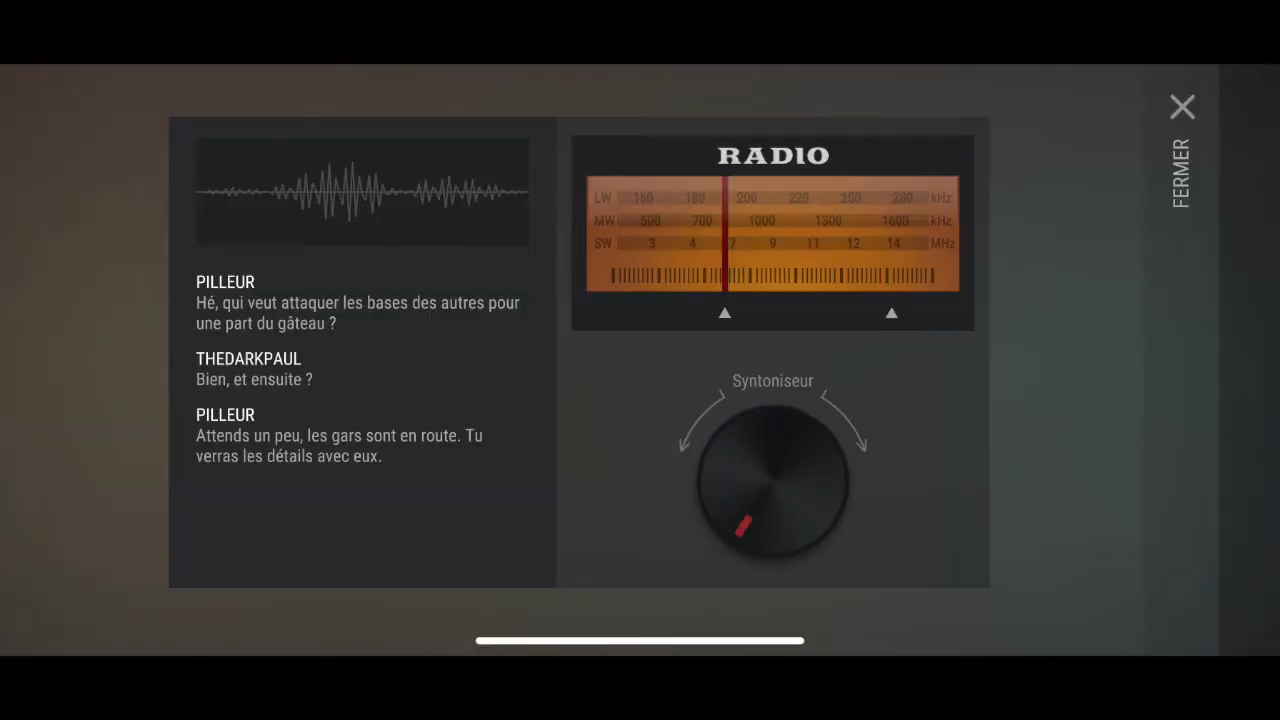 PILLEUR
Hé, qui veut attaquer les bases des autres pour
une part du gâteau ?
THEDARKPAUL
Bien, et ensuite ?
PILLEUR
Attends un peu, les gars sont en route. Tu
verras les détails avec eux.
RADIO
LW 160 180 200 220 250 280 kHz
MW 500 700 1000 1300 1600 kHz
SW 3 4 7 9 11 12 14 MHz
Syntoniseur
FERMER